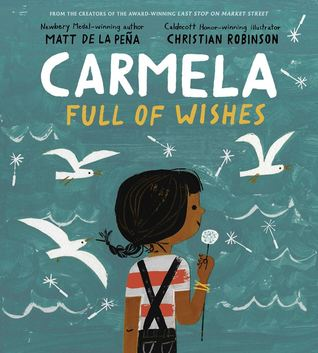 FROM THE CREATORS OF THE AWARD-WINNING LAST STOP ON MARKET STREET
Newbery Medal-winning author
MATT DE LA PEÑA
Caldecott Honor-winning illustrator
CHRISTIAN ROBINSON
CARMELA
FULL OF WISHES